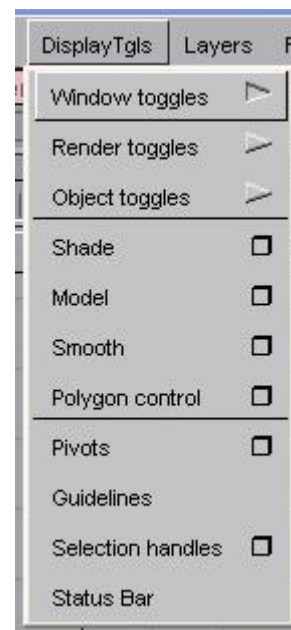 DisplayTgls Layers
Window toggles
Render toggles
Object toggles
Shade
Model
Smooth
Polygon control
Pivots
Guidelines
Selection handles
Status Bar